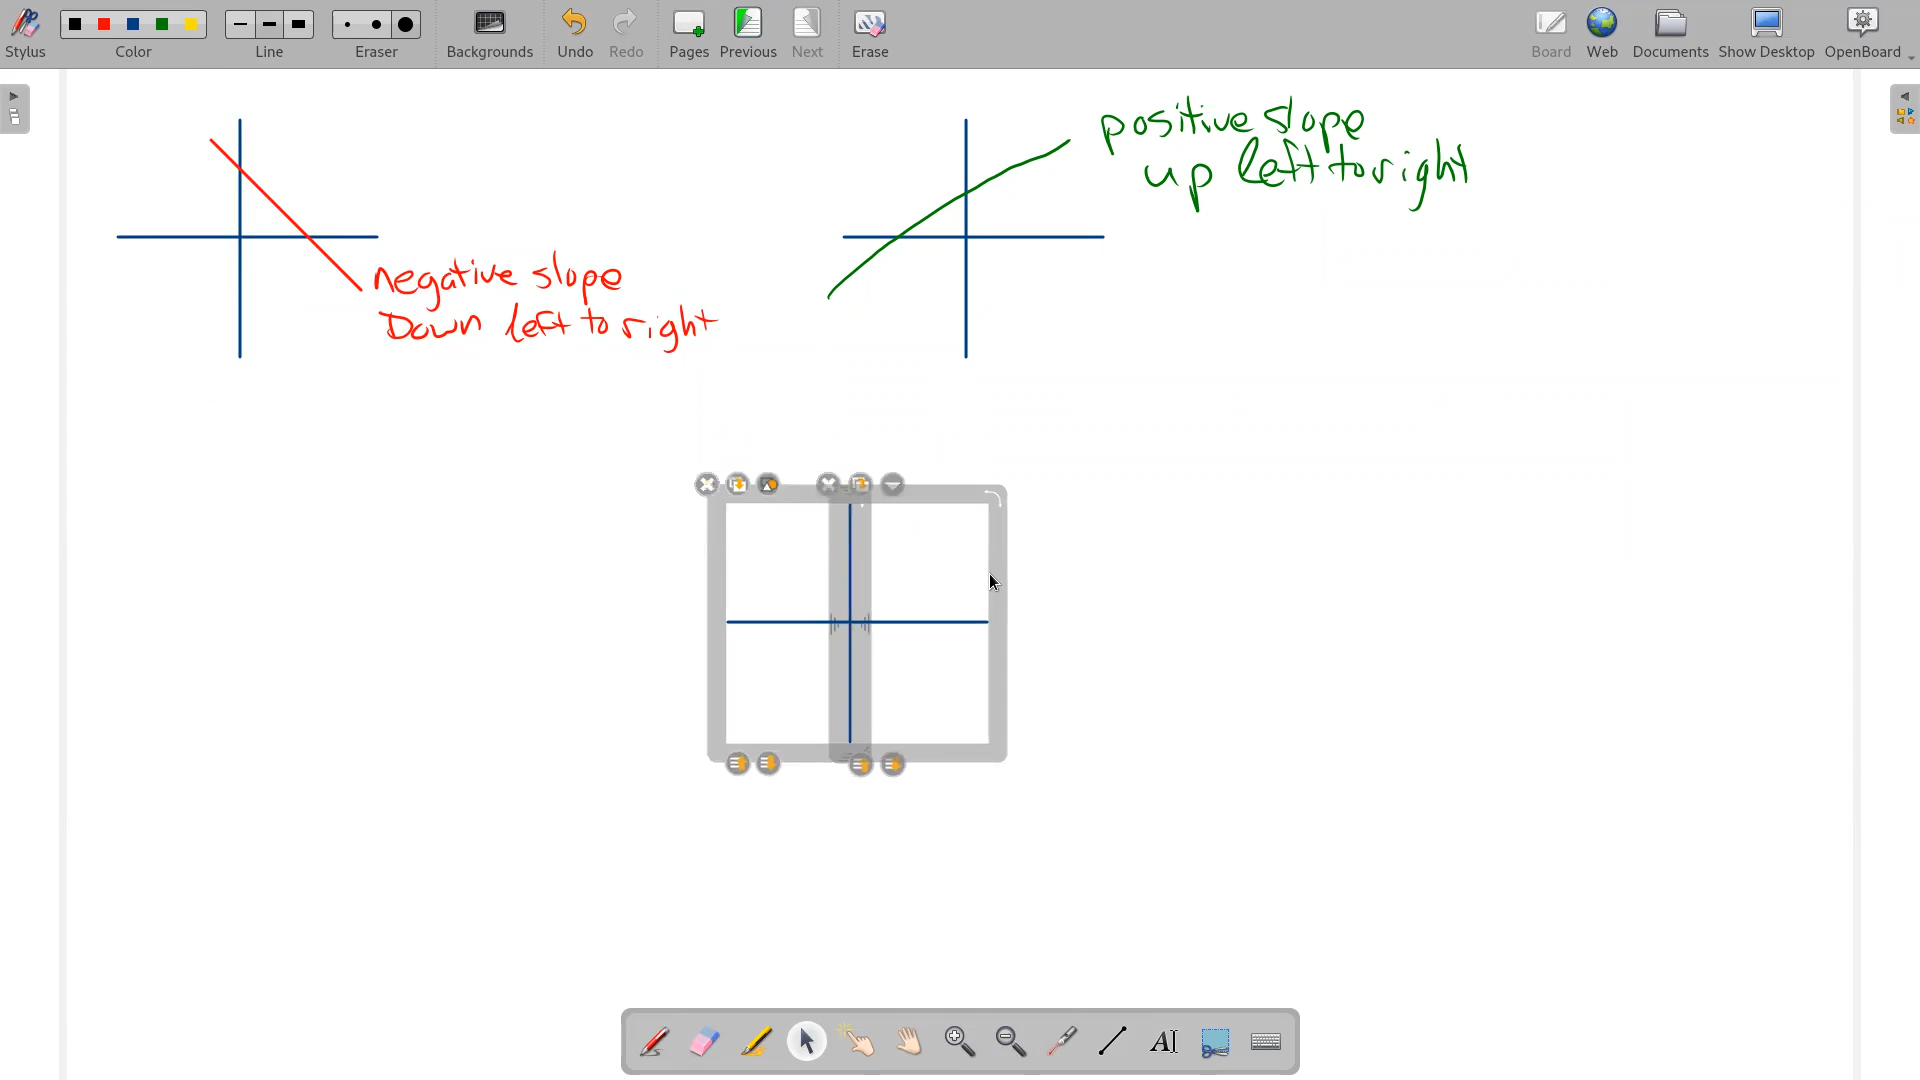 Stylus
Color
Line
Eraser
Backgrounds
Undo
Redo
Pages
Previous
Next
Erase
Board
Web
Documents
Show Desktop
OpenBoard
positive slope
up left to right
negative slope
Down left to right
AI